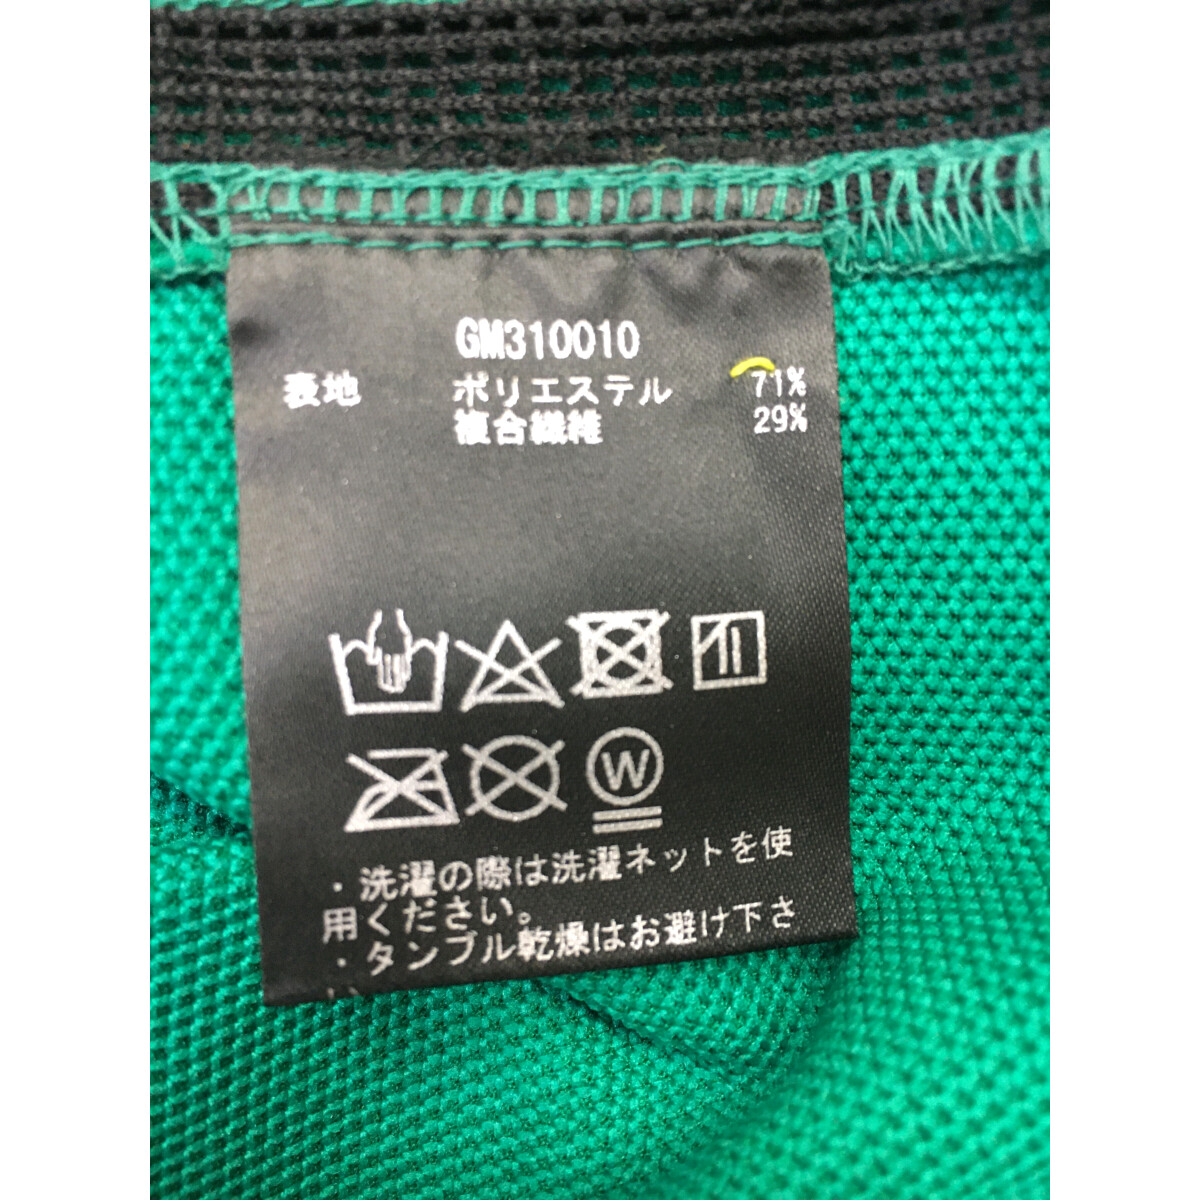 GM310010
表地 ポリエステル 71%
複合繊維 29%
W
・洗濯の際は洗濯ネットを使
用ください。
・タンブル乾燥はお避け下さ
い